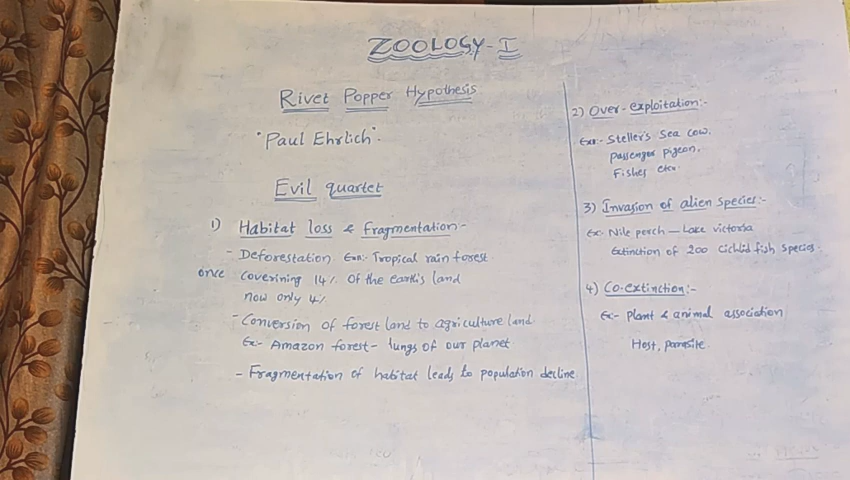 ZOOLOGY-I
Rivet Popper Hypothesis
"Paul Ehrlich".
Evil quartet
1) Habitat loss & Fragmentation-
- Deforestation Exa:- Tropical rain forest
once coverining 14% of the earth's land
now only 4%
- Conversion of forest land to agriculture land
Ex:- Amazon forest- lungs of our planet
- Fragmentation of habitat leads to population decline
2) Over-exploitation:-
Exa:- Steller's sea cow.
Passenger pigeon.
Fishes etc..
3) Invasion of alien species:-
Ex:- Nile perch - Lake victoria
Extinction of 200 cichlid fish species.
4) Co-extinction:-
Ex:- plant & animal association
Host, parasite.